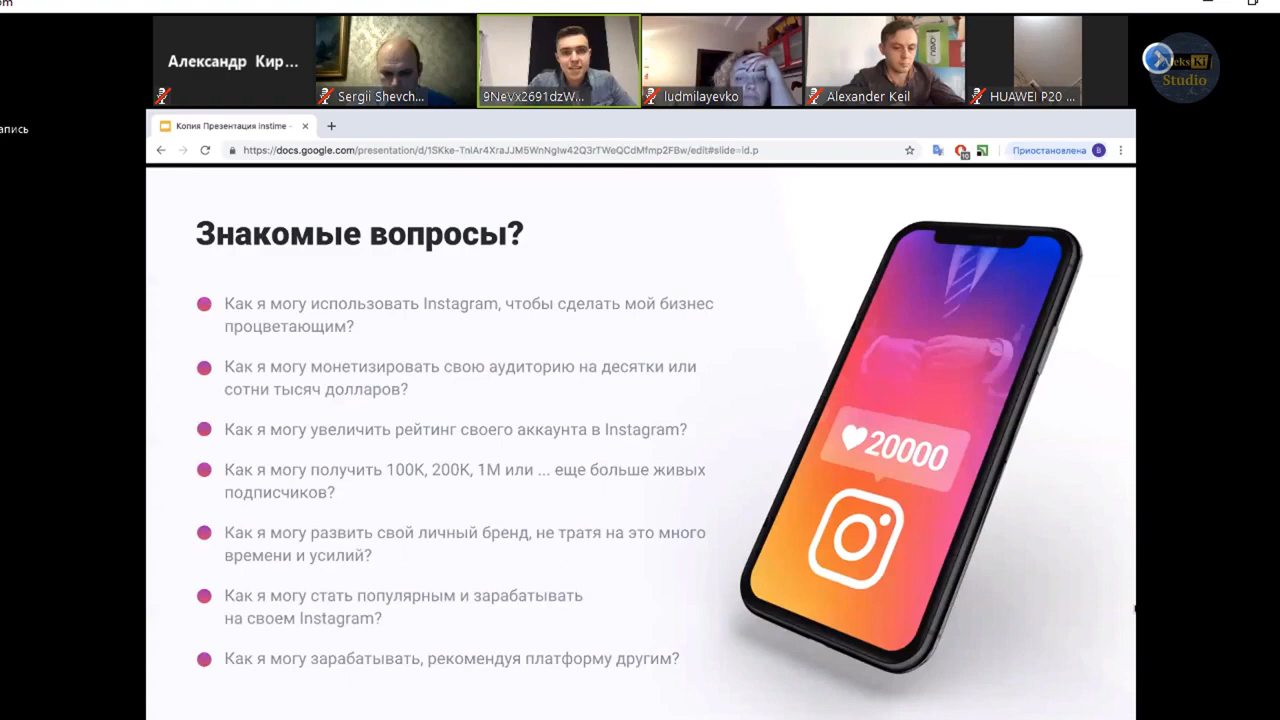 om
Александр Кир...
Sergii Shevch...
9NeVx2691dzW...
ludmilayevko
Alexander Keil
HUAWEI P20 ...
AleksKi
Studio
апись
Копия Презентация Instime -
https://docs.google.com/presentation/d/1SKke-TnlAr4XraJJM5WnNglw42Q3rTWeQCdMfmp2FBw/edit#slide=id.p
10
Приостановлена
В
Знакомые вопросы?
Как я могу использовать Instagram, чтобы сделать мой бизнес
процветающим?
Как я могу монетизировать свою аудиторию на десятки или
сотни тысяч долларов?
Как я могу увеличить рейтинг своего аккаунта в Instagram?
Как я могу получить 100K, 200K, 1M или ... еще больше живых
подписчиков?
Как я могу развить свой личный бренд, не тратя на это много
времени и усилий?
Как я могу стать популярным и зарабатывать
на своем Instagram?
Как я могу зарабатывать, рекомендуя платформу другим?
20000